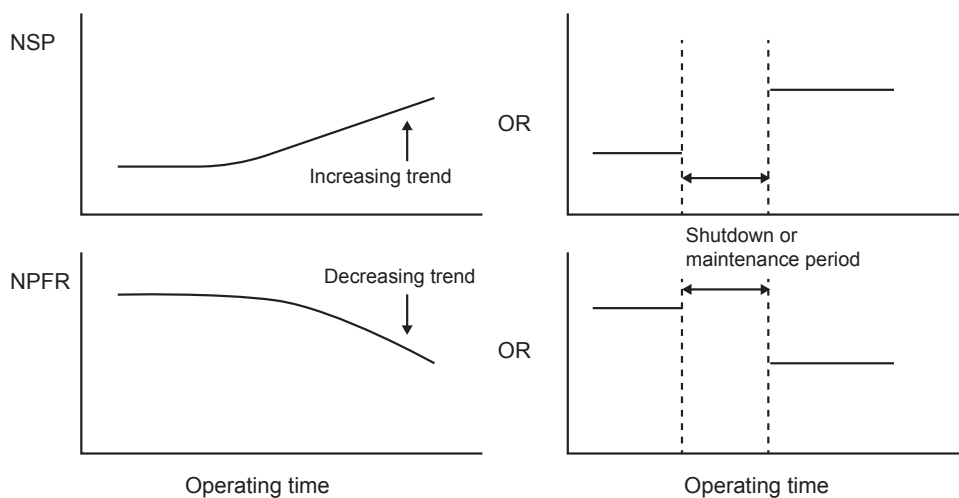 NSP
Increasing trend
OR
Shutdown or
maintenance period
NPFR
Decreasing trend
OR
Operating time
Operating time